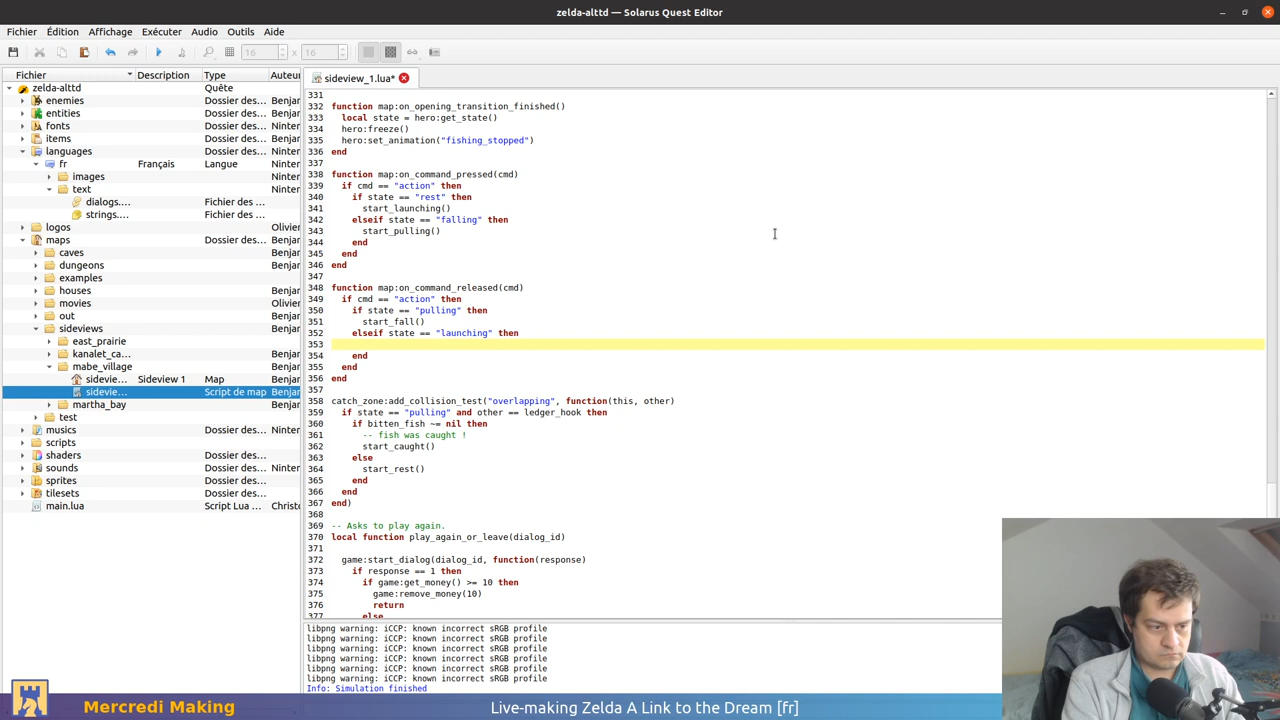 zelda-alttd — Solarus Quest Editor
Fichier Édition Affichage Exécuter Audio Outils Aide
16 x 16
Fichier Description Type Auteu
zelda-alttd Quête
enemies Dossier des... Benjar
entities Dossier des... Benjar
fonts Dossier des... Ninter
items Dossier des... Benjar
languages Dossier des... Ninter
fr Français Langue Ninter
images Dossier des... Ninter
text Dossier des... Ninter
dialogs.... Fichier des ...
strings.... Fichier des ...
logos Olivier
maps Dossier des... Benjar
caves Benjar
dungeons Benjar
examples Benjar
houses Benjar
movies Olivier
out Benjar
sideviews Benjar
east_prairie Benjar
kanalet_ca... Benjar
mabe_village Benjar
sidevie... Sideview 1 Map Benjar
sidevie... Script de map Benjar
martha_bay Benjar
test
musics Dossier des... Ninter
scripts Dossier des...
shaders Dossier des...
sounds Dossier des... Ninter
sprites Dossier des...
tilesets Dossier des...
main.lua Script Lua ... Christo
sideview_1.lua*
331
332 function map:on_opening_transition_finished()
333 local state = hero:get_state()
334 hero:freeze()
335 hero:set_animation("fishing_stopped")
336 end
337
338 function map:on_command_pressed(cmd)
339 if cmd == "action" then
340 if state == "rest" then
341 start_launching()
342 elseif state == "falling" then
343 start_pulling()
344 end
345 end
346 end
347
348 function map:on_command_released(cmd)
349 if cmd == "action" then
350 if state == "pulling" then
351 start_fall()
352 elseif state == "launching" then
353
354 end
355 end
356 end
357
358 catch_zone:add_collision_test("overlapping", function(this, other)
359 if state == "pulling" and other == ledger_hook then
360 if bitten_fish ~= nil then
361 -- fish was caught !
362 start_caught()
363 else
364 start_rest()
365 end
366 end
367 end)
368
369 -- Asks to play again.
370 local function play_again_or_leave(dialog_id)
371
372 game:start_dialog(dialog_id, function(response)
373 if response == 1 then
374 if game:get_money() >= 10 then
375 game:remove_money(10)
376 return
377 else
libpng warning: iCCP: known incorrect sRGB profile
libpng warning: iCCP: known incorrect sRGB profile
libpng warning: iCCP: known incorrect sRGB profile
libpng warning: iCCP: known incorrect sRGB profile
libpng warning: iCCP: known incorrect sRGB profile
libpng warning: iCCP: known incorrect sRGB profile
Info: Simulation finished
Mercredi Making Live-making Zelda A Link to the Dream [fr]